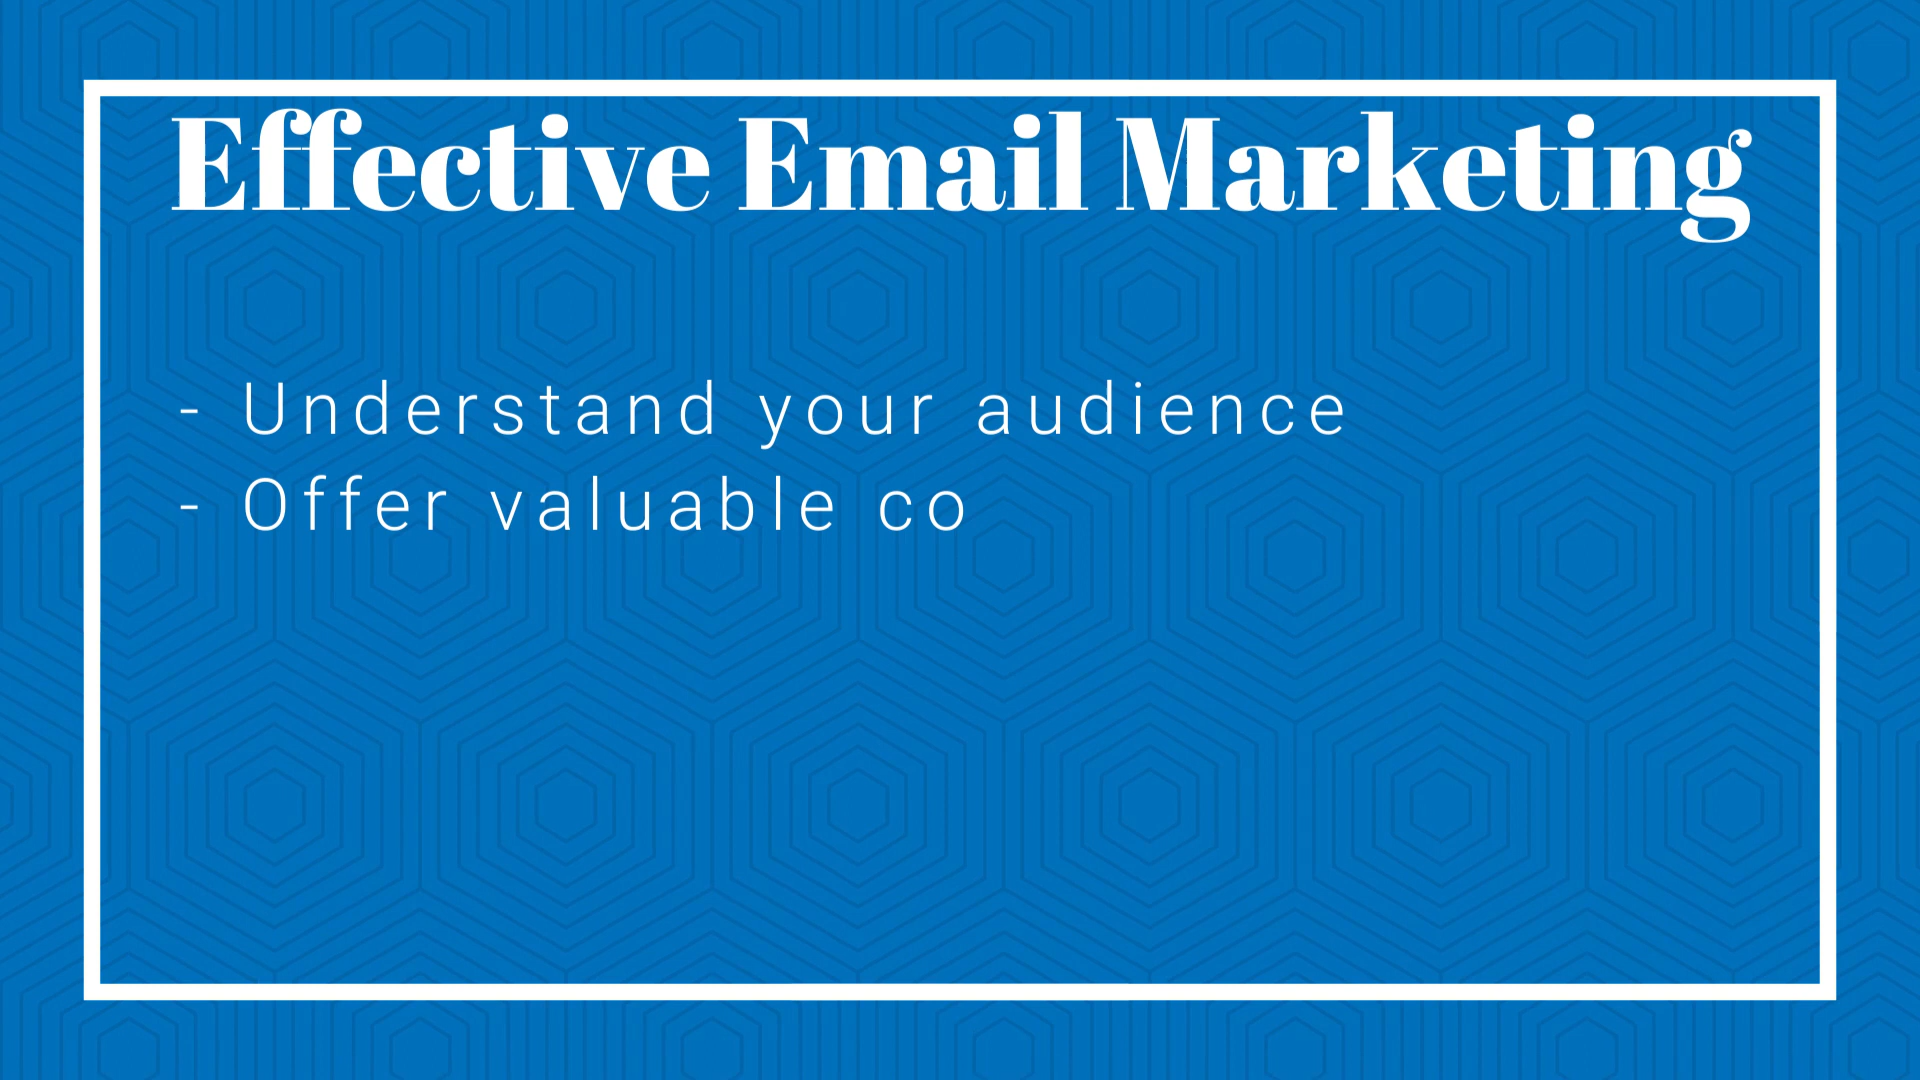 Effective Email Marketing
- Understand your audience
- Offer valuable co